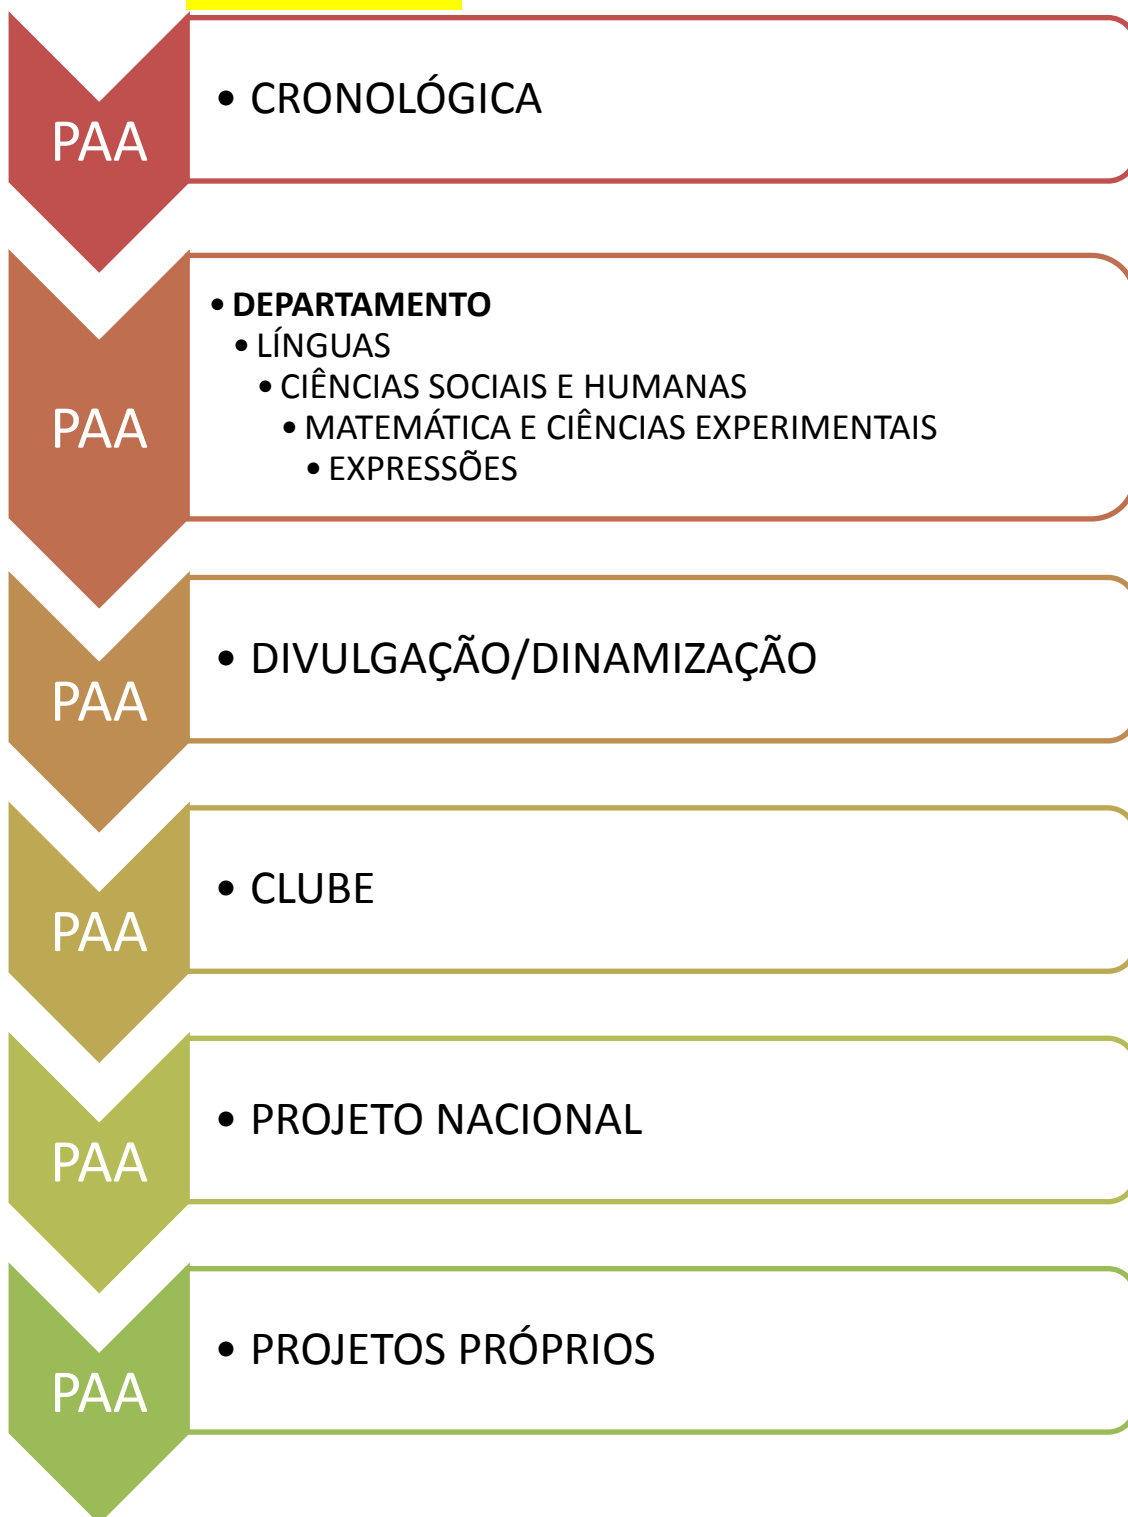 PAA
• CRONOLÓGICA
PAA
• DEPARTAMENTO
• LÍNGUAS
• CIÊNCIAS SOCIAIS E HUMANAS
• MATEMÁTICA E CIÊNCIAS EXPERIMENTAIS
• EXPRESSÕES
PAA
• DIVULGAÇÃO/DINAMIZAÇÃO
PAA
• CLUBE
PAA
• PROJETO NACIONAL
PAA
• PROJETOS PRÓPRIOS